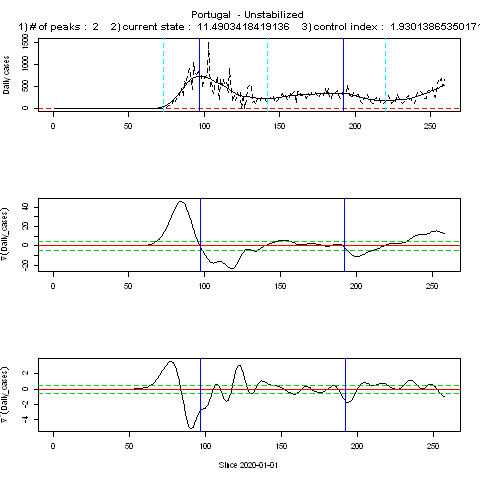 Portugal - Unstabilized
1) # of peaks : 2 2) current state : 11.4903418419136 3) control index : 1.9301386535017
Daily cases
0 500 1000 1500
0 50 100 150 200 250
∇(Daily_cases)
-20 0 20 40
0 50 100 150 200 250
(Daily_cases)
-4 -2 0 2
0 50 100 150 200 250
Since 2020-01-01